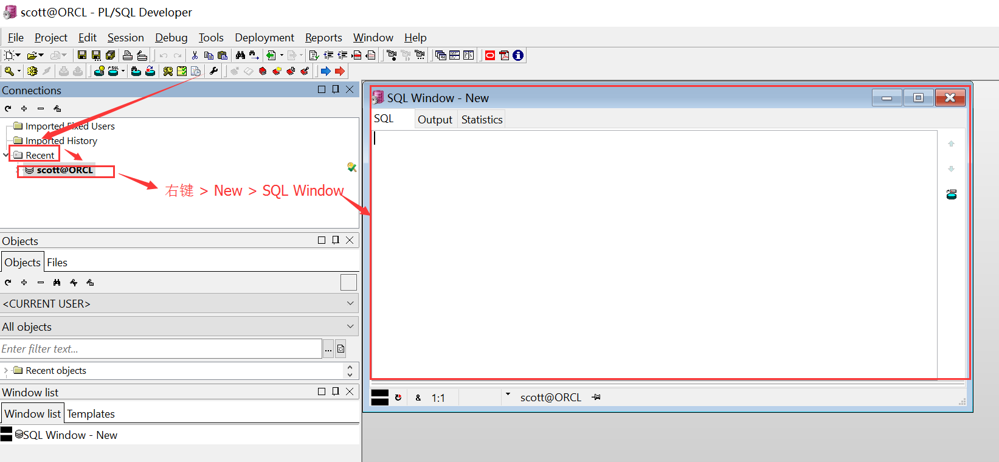 scott@ORCL - PL/SQL Developer
File Project Edit Session Debug Tools Deployment Reports Window Help
Connections
Imported Fixed Users
Imported History
Recent
scott@ORCL
右键 > New > SQL Window
Objects
Objects Files
<CURRENT USER>
All objects
Enter filter text...
...
Recent objects
Window list
Window list Templates
SQL Window - New
SQL Window - New
SQL Output Statistics
& 1:1 scott@ORCL